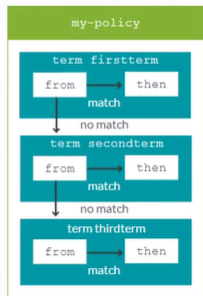 my-policy
term firstterm
from then
match
no match
term secondterm
from then
match
no match
term thirdterm
from then
match